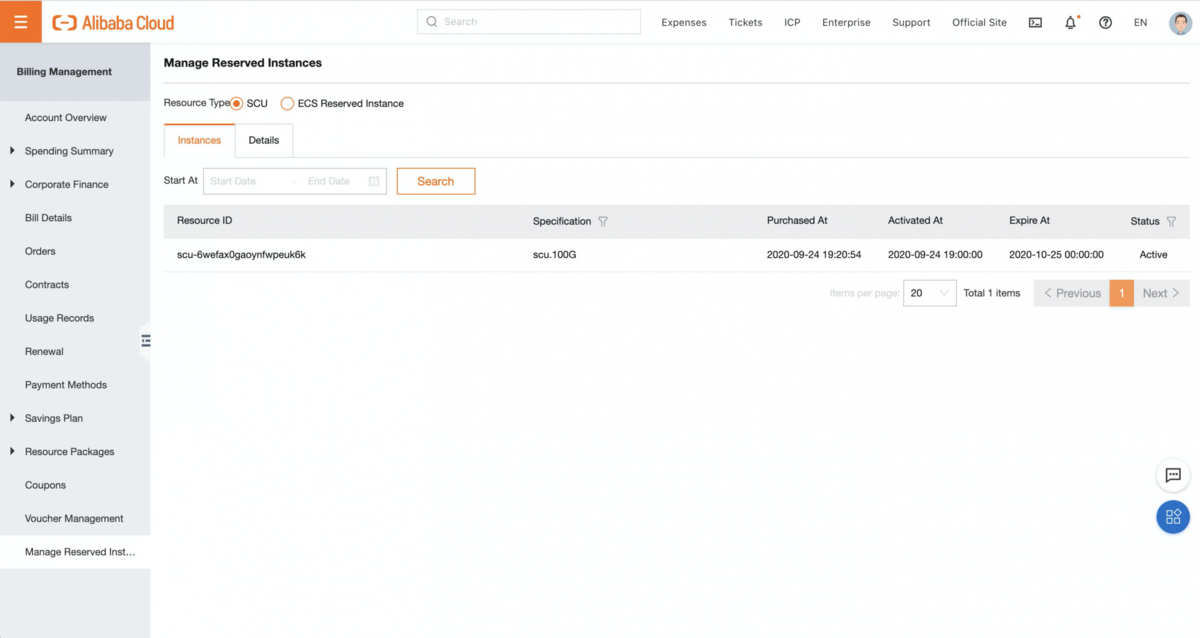 Alibaba Cloud
Search
Expenses Tickets ICP Enterprise Support Official Site EN
Billing Management
Account Overview
Spending Summary
Corporate Finance
Bill Details
Orders
Contracts
Usage Records
Renewal
Payment Methods
Savings Plan
Resource Packages
Coupons
Voucher Management
Manage Reserved Inst...
Manage Reserved Instances
Resource Type SCU ECS Reserved Instance
Instances Details
Start At Start Date - End Date Search
Resource ID Specification Purchased At Activated At Expire At Status
scu-6wefax0gaoynfwpeuk6k scu.100G 2020-09-24 19:20:54 2020-09-24 19:00:00 2020-10-25 00:00:00 Active
Items per page: 20 Total 1 items < Previous 1 Next >